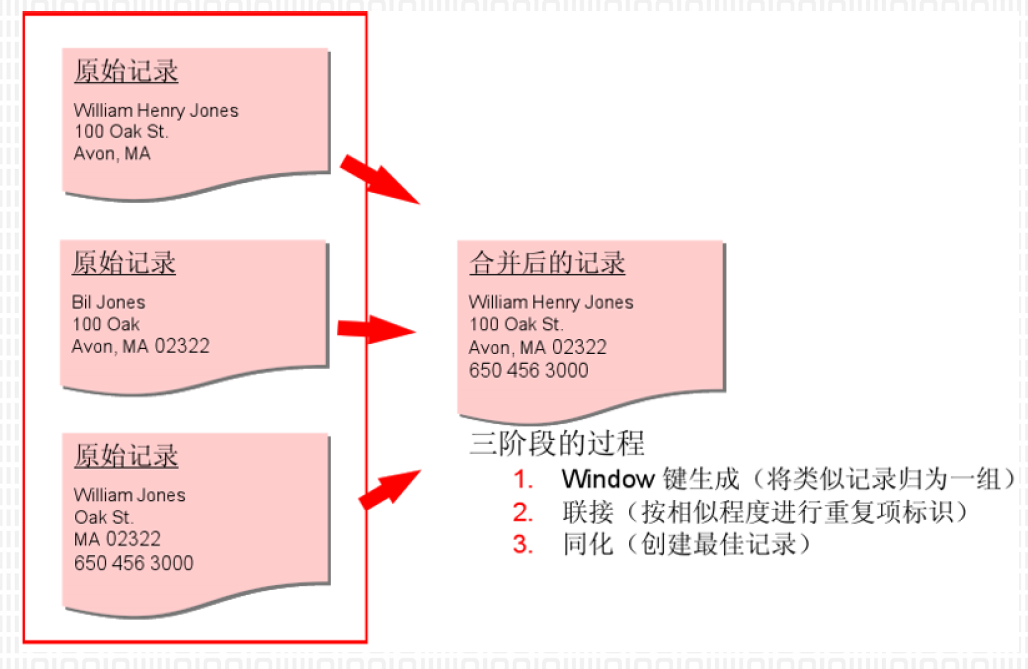 原始记录
William Henry Jones
100 Oak St.
Avon, MA
原始记录
Bil Jones
100 Oak
Avon, MA 02322
原始记录
William Jones
Oak St.
MA 02322
650 456 3000
合并后的记录
William Henry Jones
100 Oak St.
Avon, MA 02322
650 456 3000
三阶段的过程
1. Window 键生成（将类似记录归为一组）
2. 联接（按相似程度进行重复项标识）
3. 同化（创建最佳记录）